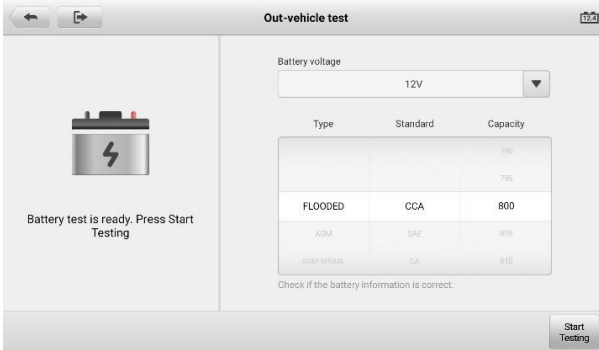 Out-vehicle test
12.4
Battery voltage
12V
Type Standard Capacity
790
795
FLOODED CCA 800
AGM SAE 805
AGM SPIRAL CA 810
Battery test is ready. Press Start
Testing
Check if the battery information is correct.
Start
Testing